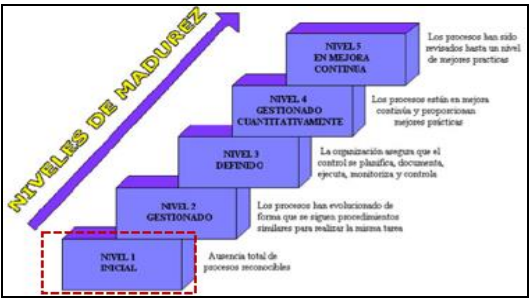 NIVELES DE MADUREZ
NIVEL 5
EN MEJORA
CONTINÚA
Los procesos han sido
revisados hasta un nivel
de mejores practicas
NIVEL 4
GESTIONADO
CUANTITATIVAMENTE
Los procesos están en mejora
continúa y proporcionan
mejores prácticas
NIVEL 3
DEFINIDO
La organización asegura que el
control se planifica, documenta,
ejecuta, monitoriza y controla
NIVEL 2
GESTIONADO
Los procesos han evolucionado de
forma que se siguen procedimientos
similares para realizar la misma tarea
NIVEL 1
INICIAL
Ausencia total de
procesos reconocibles